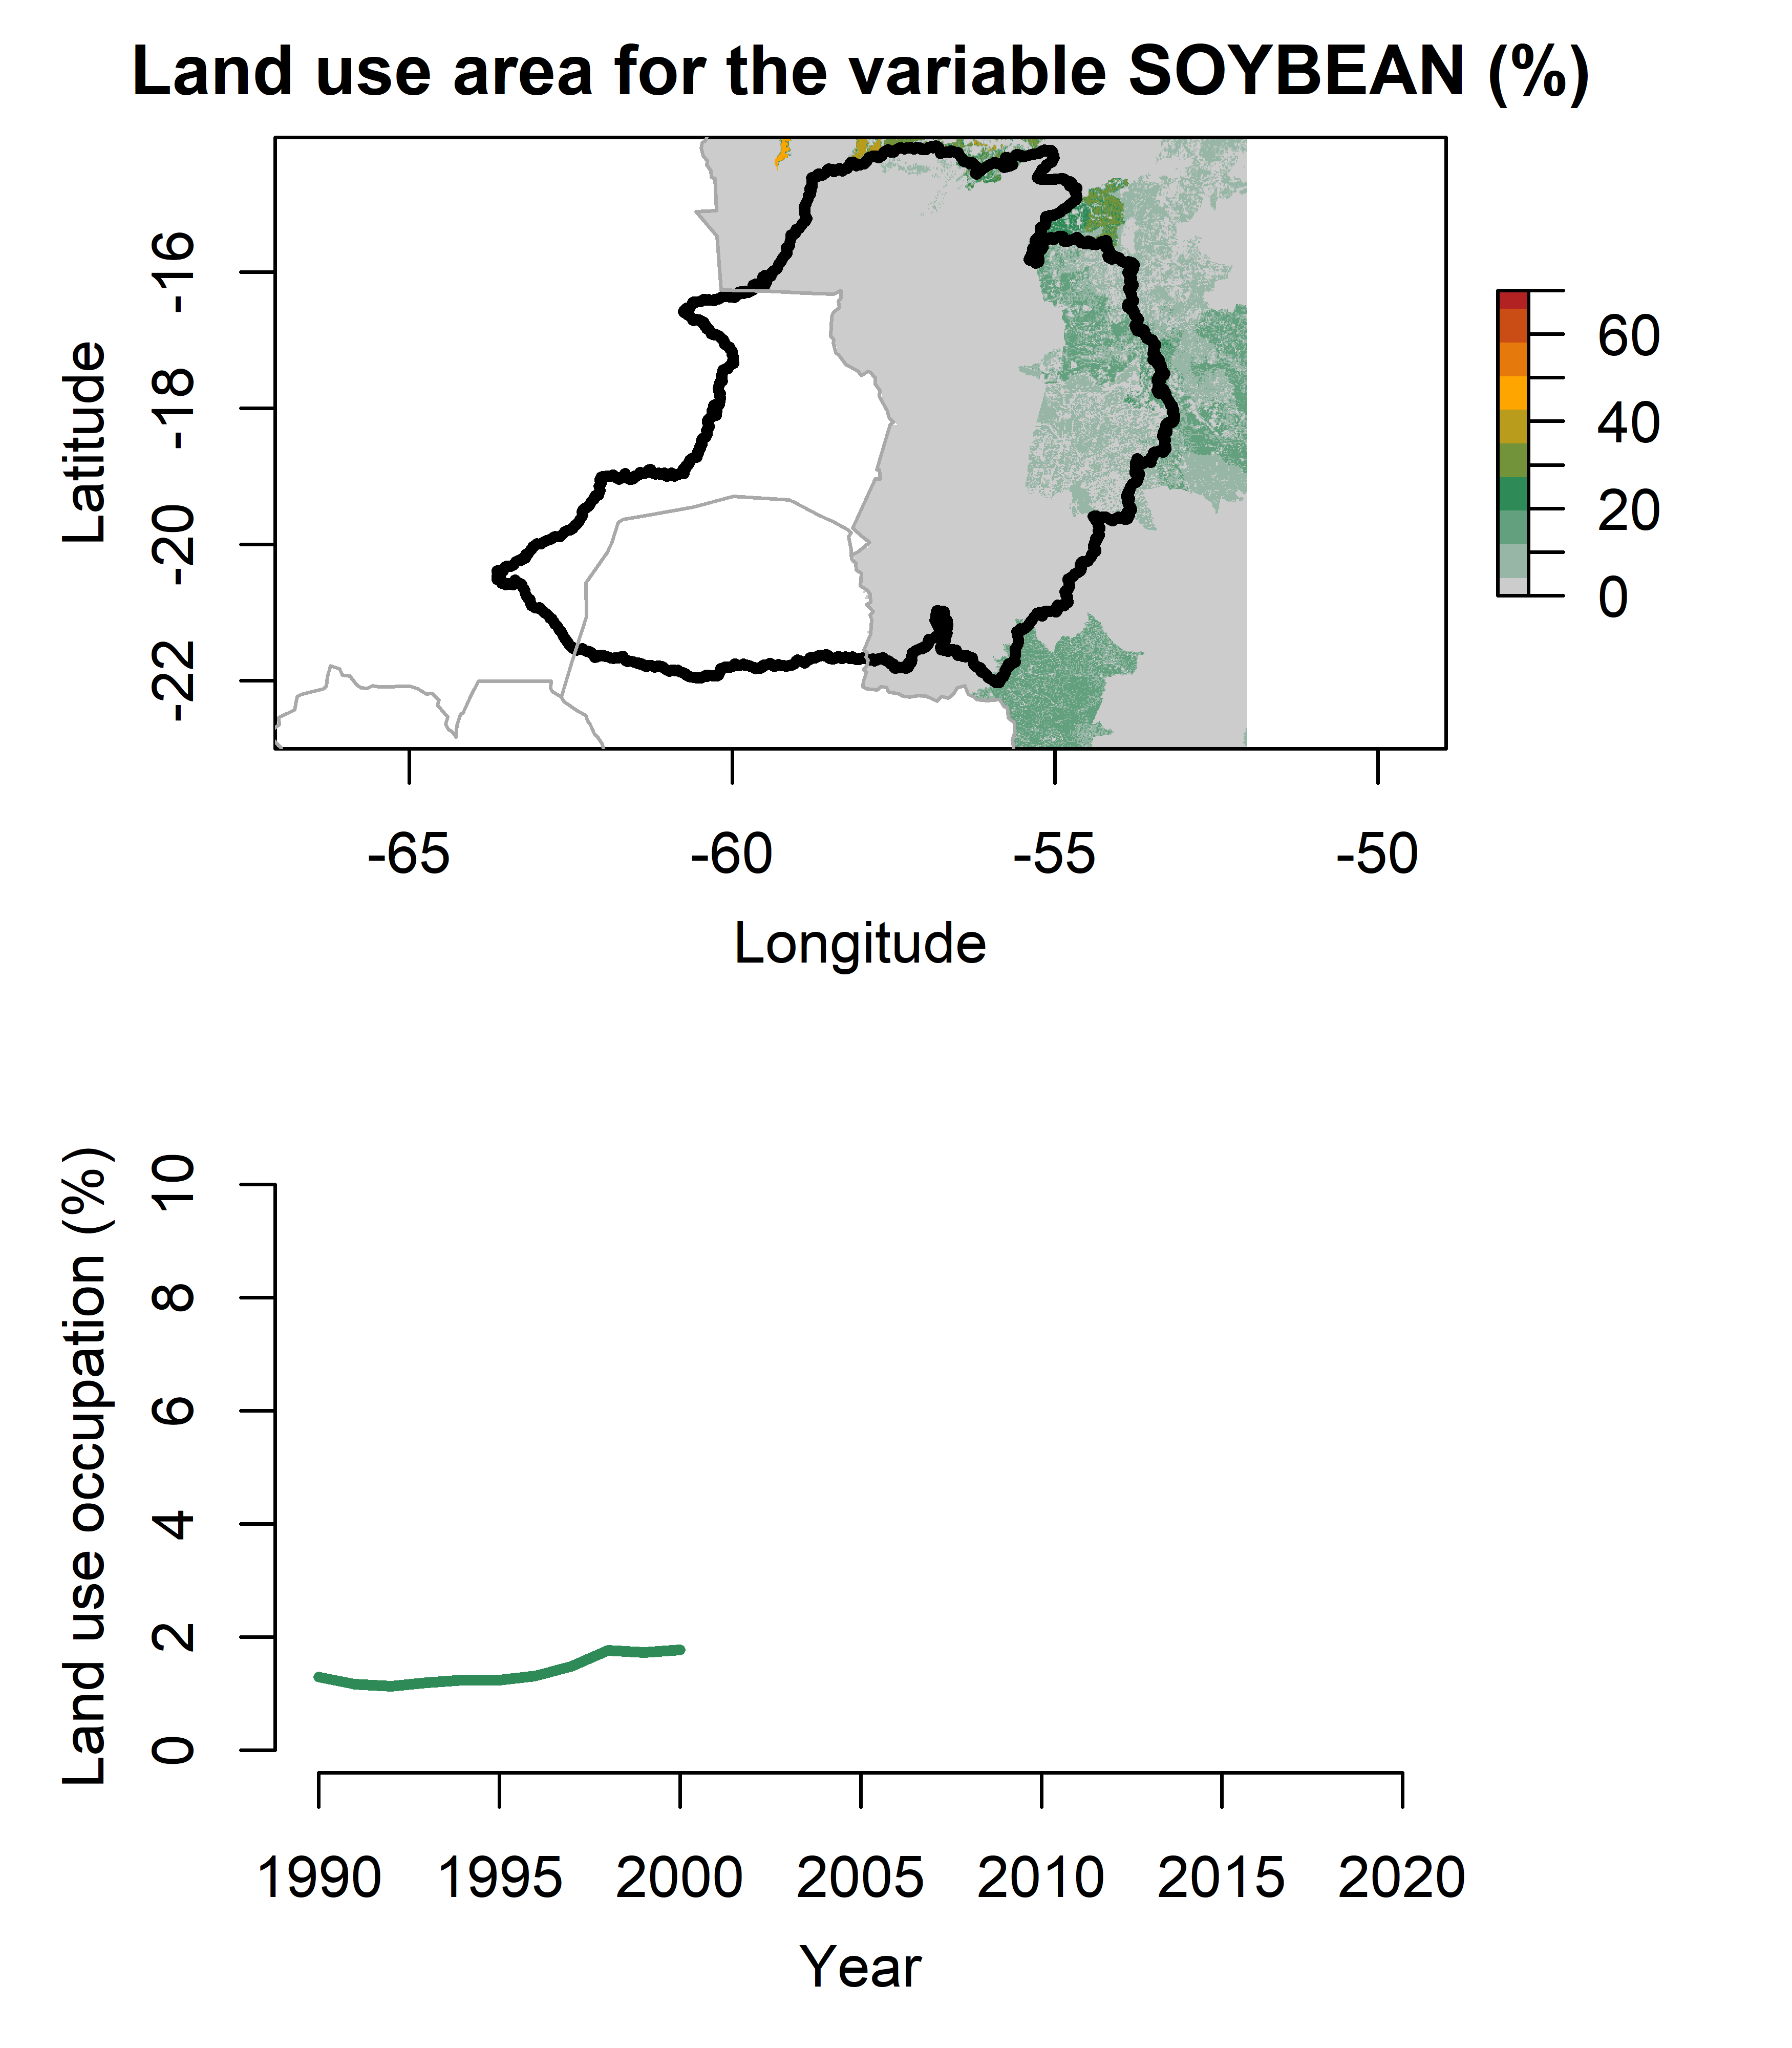 Land use area for the variable SOYBEAN (%)
Latitude
-16
-18
-20
-22
60
40
20
0
-65 -60 -55 -50
Longitude
Land use occupation (%)
10
8
6
4
2
0
1990 1995 2000 2005 2010 2015 2020
Year